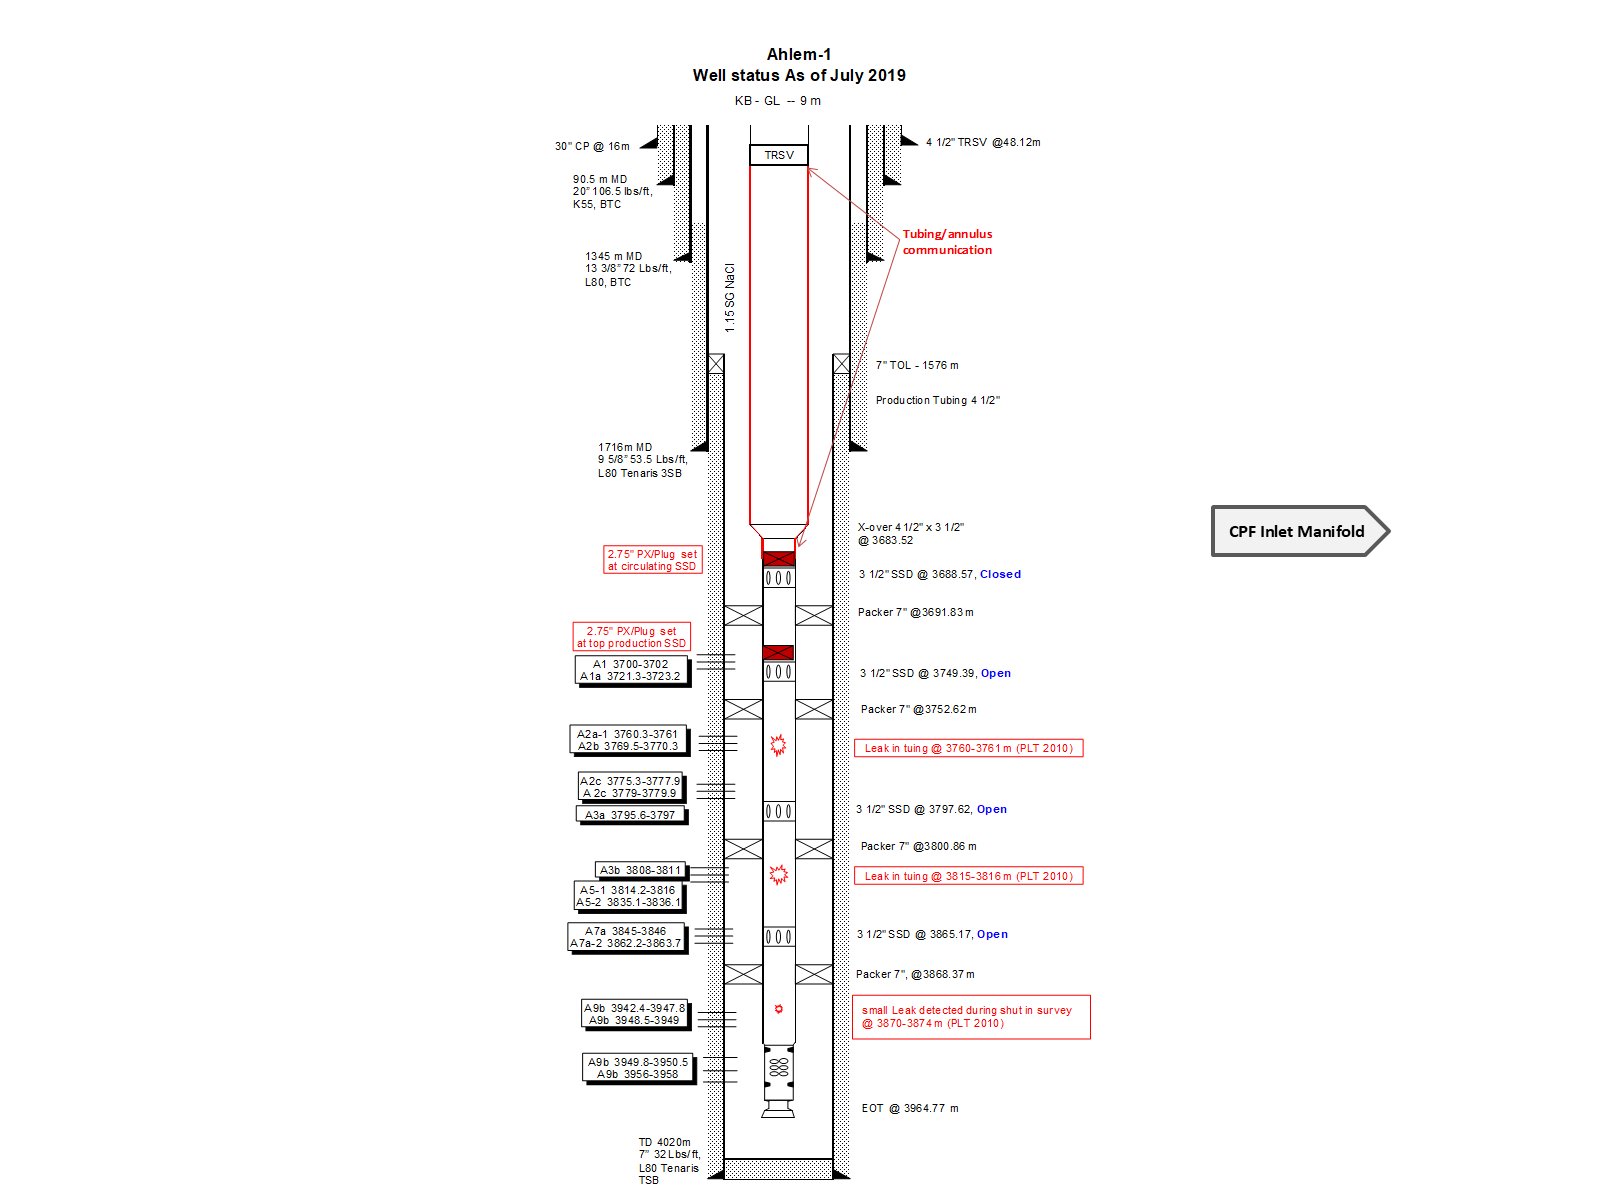 Ahlem-1
Well status As of July 2019
KB - GL -- 9 m
30" CP @ 16m
4 1/2" TRSV @48.12m
TRSV
90.5 m MD
20" 106.5 lbs/ft,
K55, BTC
Tubing/annulus
communication
1345 m MD
13 3/8" 72 Lbs/ft,
L80, BTC
1.15 SG NaCl
7" TOL - 1576 m
Production Tubing 4 1/2"
1716m MD
9 5/8" 53.5 Lbs/ft,
L80 Tenaris 3SB
X-over 4 1/2" x 3 1/2"
@ 3683.52
CPF Inlet Manifold
2.75" PX/Plug set
at circulating SSD
3 1/2" SSD @ 3688.57, Closed
Packer 7" @3691.83 m
2.75" PX/Plug set
at top production SSD
A1 3700-3702
A1a 3721.3-3723.2
3 1/2" SSD @ 3749.39, Open
Packer 7" @3752.62 m
A2a-1 3760.3-3761
A2b 3769.5-3770.3
Leak in tuing @ 3760-3761 m (PLT 2010)
A2c 3775.3-3777.9
A 2c 3779-3779.9
A3a 3795.6-3797
3 1/2" SSD @ 3797.62, Open
Packer 7" @3800.86 m
A3b 3808-3811
Leak in tuing @ 3815-3816 m (PLT 2010)
A5-1 3814.2-3816
A5-2 3835.1-3836.1
A7a 3845-3846
A7a-2 3862.2-3863.7
3 1/2" SSD @ 3865.17, Open
Packer 7", @3868.37 m
A9b 3942.4-3947.8
A9b 3948.5-3949
small Leak detected during shut in survey
@ 3870-3874 m (PLT 2010)
A9b 3949.8-3950.5
A9b 3956-3958
EOT @ 3964.77 m
TD 4020m
7" 32 Lbs/ft,
L80 Tenaris
TSB